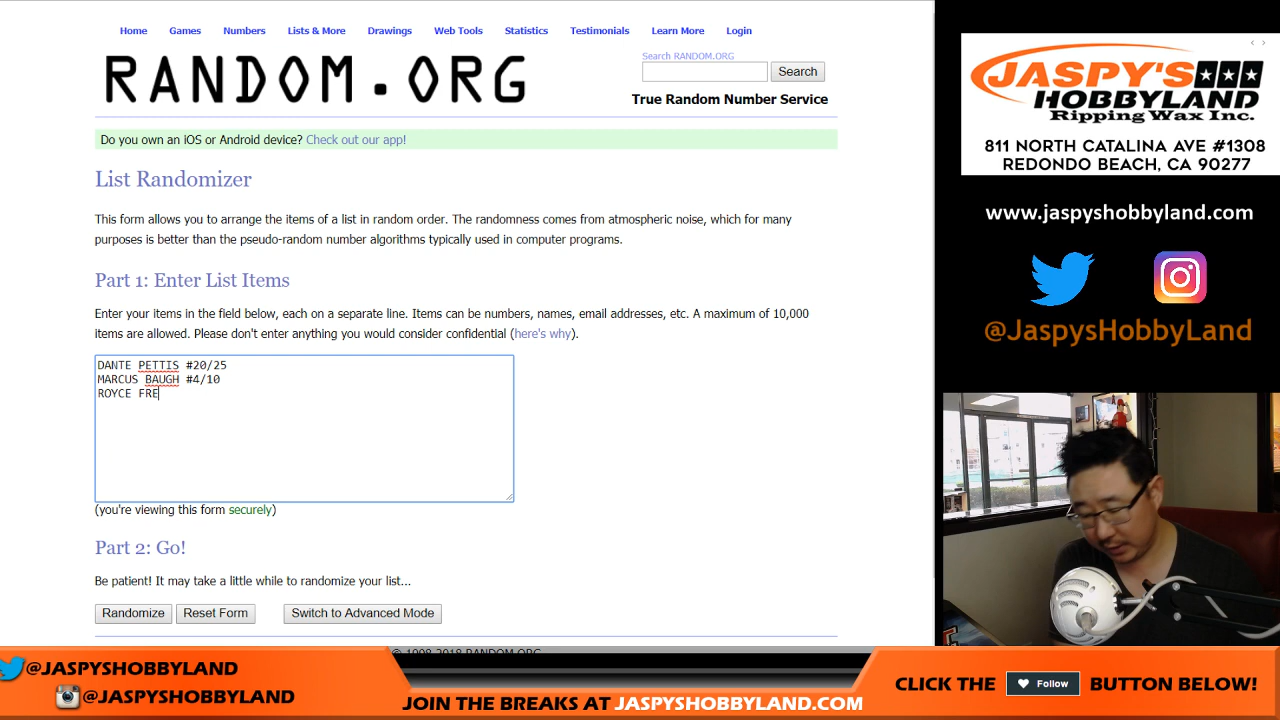 Home Games Numbers Lists & More Drawings Web Tools Statistics Testimonials Learn More Login
RANDOM.ORG
Search RANDOM.ORG
Search
True Random Number Service
Do you own an iOS or Android device? Check out our app!
List Randomizer
This form allows you to arrange the items of a list in random order. The randomness comes from atmospheric noise, which for many
purposes is better than the pseudo-random number algorithms typically used in computer programs.
Part 1: Enter List Items
Enter your items in the field below, each on a separate line. Items can be numbers, names, email addresses, etc. A maximum of 10,000
items are allowed. Please don't enter anything you would consider confidential (here's why).
DANTE PETTIS #20/25
MARCUS BAUGH #4/10
ROYCE FRE
(you're viewing this form securely)
Part 2: Go!
Be patient! It may take a little while to randomize your list...
Randomize Reset Form Switch to Advanced Mode
© 1998-2018 RANDOM.ORG
JASPY'S
HOBBYLAND
Ripping Wax Inc.
811 NORTH CATALINA AVE #1308
REDONDO BEACH, CA 90277
www.jaspyshobbyland.com
@JaspysHobbyLand
@JASPYSHOBBYLAND
@JASPYSHOBBYLAND
JOIN THE BREAKS AT JASPYSHOBBYLAND.COM
CLICK THE Follow BUTTON BELOW!